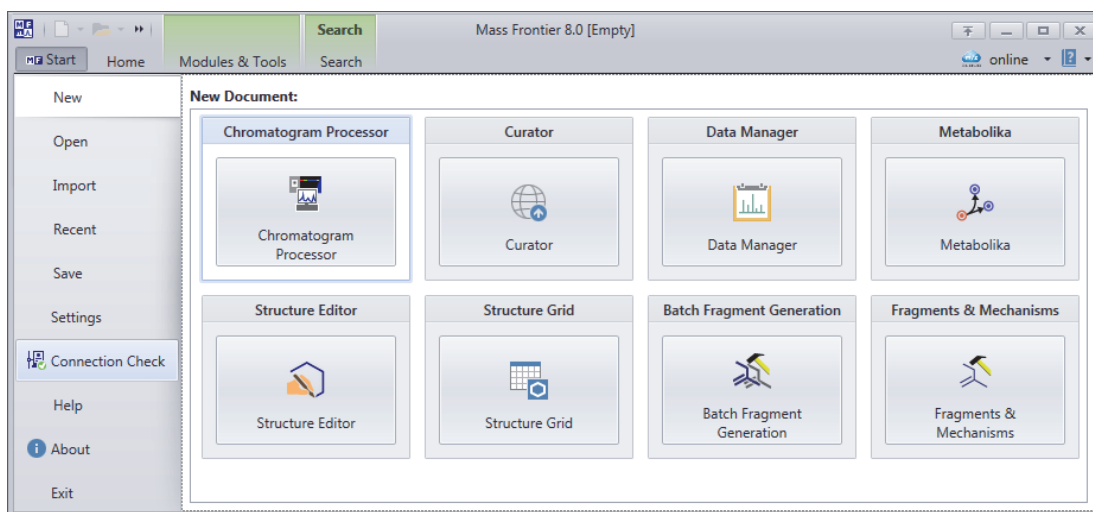 Search
Mass Frontier 8.0 [Empty]
MF Start
Home
Modules & Tools
Search
online
New
Open
Import
Recent
Save
Settings
Connection Check
Help
About
Exit
New Document:
Chromatogram Processor
Chromatogram
Processor
Curator
Curator
Data Manager
Data Manager
Metabolika
Metabolika
Structure Editor
Structure Editor
Structure Grid
Structure Grid
Batch Fragment Generation
Batch Fragment
Generation
Fragments & Mechanisms
Fragments &
Mechanisms